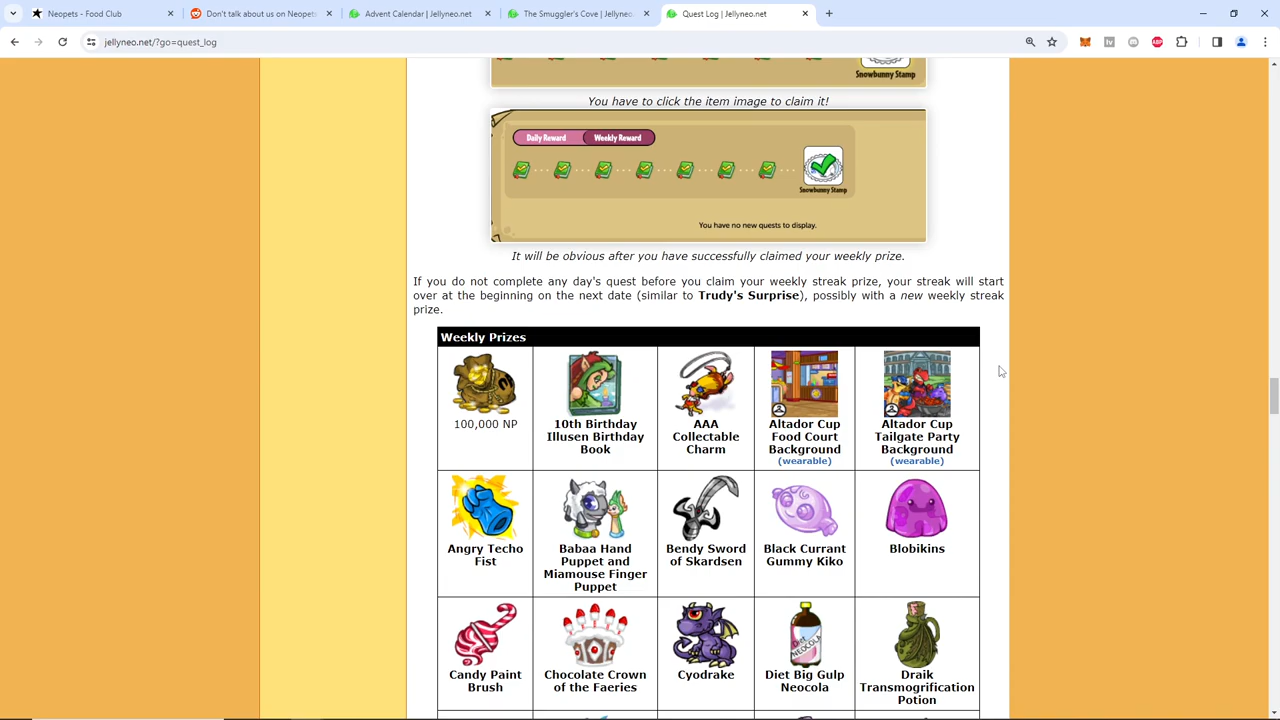 Neopets - Food Club
Don't talk about us on Neopets
Advent Calendar | Jellyneo.net
The Smuggler's Cove | Jellyneo.
Quest Log | Jellyneo.net
jellyneo.net/?go=quest_log
Snowbunny Stamp
You have to click the item image to claim it!
Daily Reward Weekly Reward
Snowbunny Stamp
You have no new quests to display.
It will be obvious after you have successfully claimed your weekly prize.
If you do not complete any day's quest before you claim your weekly streak prize, your streak will start
over at the beginning on the next date (similar to Trudy's Surprise), possibly with a new weekly streak
prize.
Weekly Prizes
100,000 NP
10th Birthday
Illusen Birthday
Book
AAA
Collectable
Charm
Altador Cup
Food Court
Background
(wearable)
Altador Cup
Tailgate Party
Background
(wearable)
Angry Techo
Fist
Babaa Hand
Puppet and
Miamouse Finger
Puppet
Bendy Sword
of Skardsen
Black Currant
Gummy Kiko
Blobikins
Candy Paint
Brush
Chocolate Crown
of the Faeries
Cyodrake
Diet Big Gulp
Neocola
Draik
Transmogrification
Potion